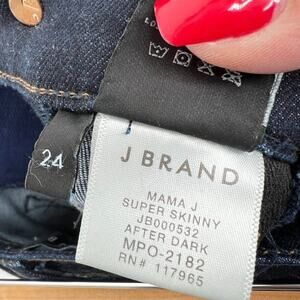 24
J BRAND
MAMA J
SUPER SKINNY
JB000532
AFTER DARK
MPO-2182
RN# 117965